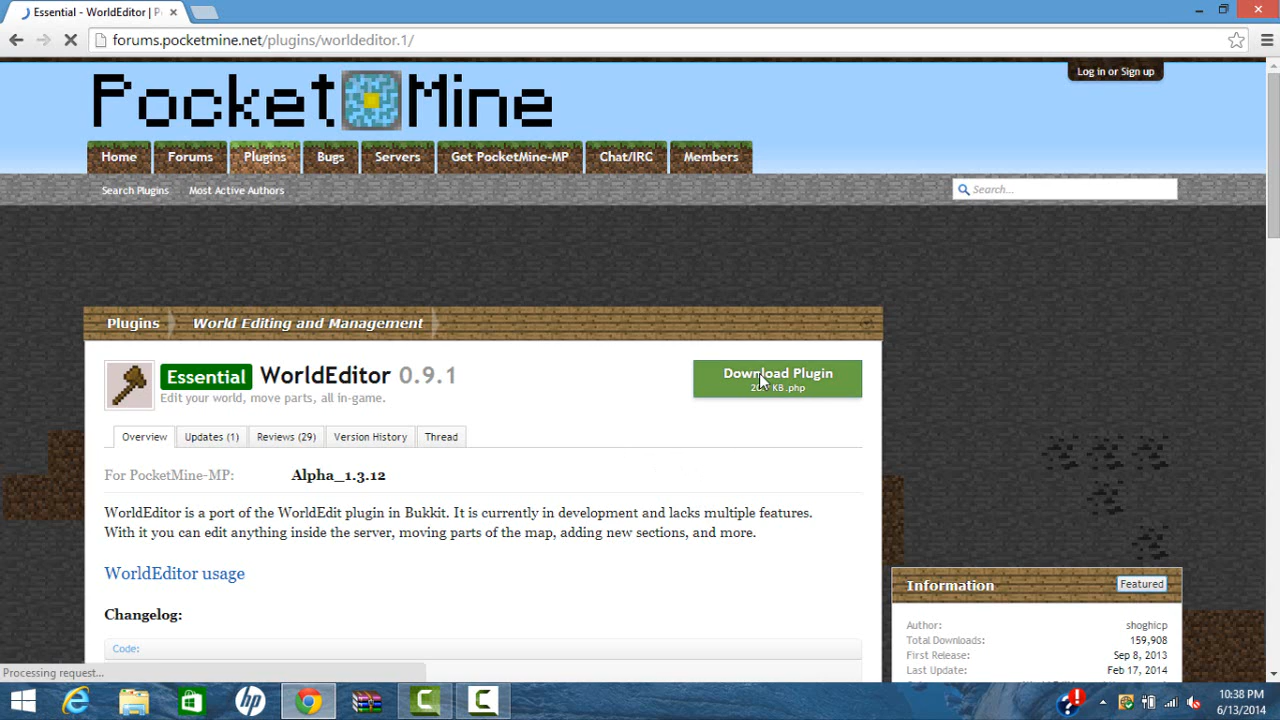 Essential - WorldEditor | P
forums.pocketmine.net/plugins/worldeditor.1/
Log in or Sign up
Pocket Mine
Home Forums Plugins Bugs Servers Get PocketMine-MP Chat/IRC Members
Search Plugins Most Active Authors
Search...
Plugins World Editing and Management
Essential WorldEditor 0.9.1
Edit your world, move parts, all in-game.
Download Plugin
KB .php
Overview Updates (1) Reviews (29) Version History Thread
For PocketMine-MP: Alpha_1.3.12
WorldEditor is a port of the WorldEdit plugin in Bukkit. It is currently in development and lacks multiple features.
With it you can edit anything inside the server, moving parts of the map, adding new sections, and more.
WorldEditor usage
Changelog:
Code:
Information Featured
Author: shoghicp
Total Downloads: 159,908
First Release: Sep 8, 2013
Last Update: Feb 17, 2014
Processing request...
10:38 PM
6/13/2014